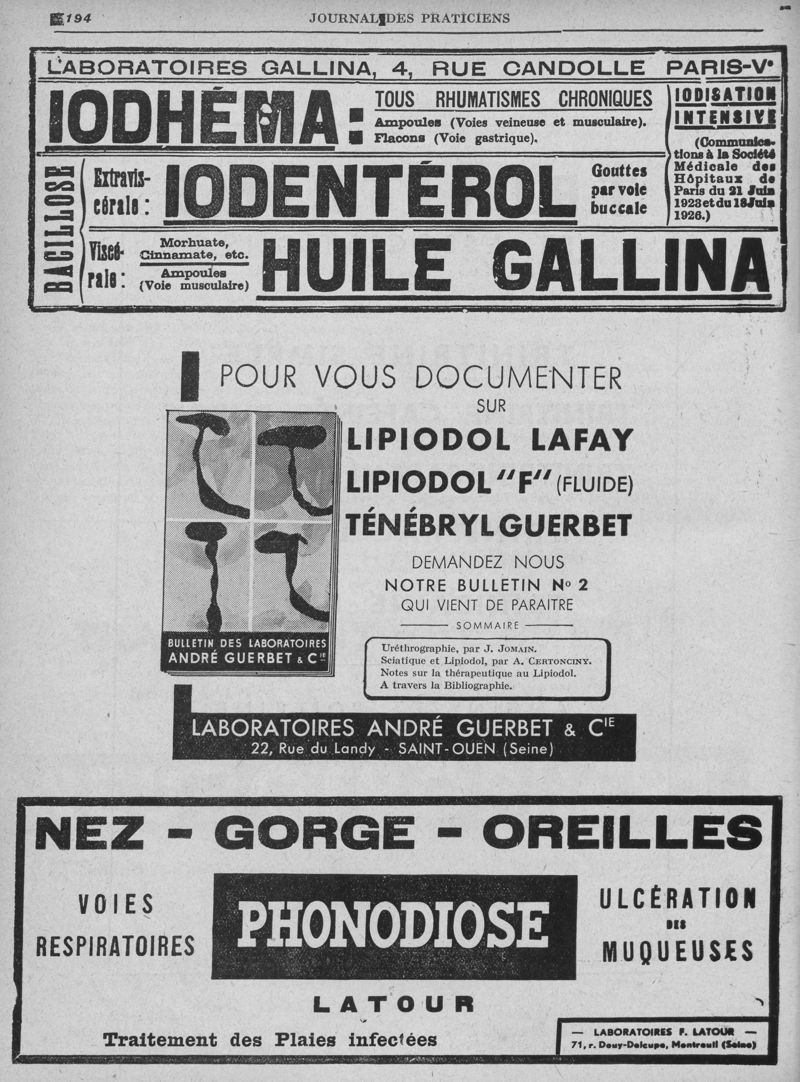 194
JOURNAL DES PRATICIENS
LABORATOIRES GALLINA, 4, RUE CANDOLLE PARIS-Vᵉ
IODHÉMA :
TOUS RHUMATISMES CHRONIQUES
Ampoules (Voies veineuse et musculaire).
Flacons (Voie gastrique).
IODISATION
INTENSIVE
(Communica-
tions à la Société
Médicale des
Hôpitaux de
Paris du 21 Juin
1923 et du 18 Juin
1926.)
BACILLOSE
Extravis-
cérale :
IODENTÉROL
Gouttes
par voie
buccale
Viscé-
rale :
Morhuate,
Cinnamate, etc.
Ampoules
(Voie musculaire)
HUILE GALLINA
POUR VOUS DOCUMENTER
SUR
LIPIODOL LAFAY
LIPIODOL "F" (FLUIDE)
TÉNÉBRYL GUERBET
DEMANDEZ NOUS
NOTRE BULLETIN Nº 2
QUI VIENT DE PARAITRE
SOMMAIRE
Uréthrographie, par J. JOMAIN.
Sciatique et Lipiodol, par A. CERTONCINY.
Notes sur la thérapeutique au Lipiodol.
A travers la Bibliographie.
BULLETIN DES LABORATOIRES
ANDRÉ GUERBET & Cᴵᴱ
LABORATOIRES ANDRÉ GUERBET & CIE
22, Rue du Landy - SAINT-OUEN (Seine)
NEZ - GORGE - OREILLES
VOIES
RESPIRATOIRES
PHONODIOSE
ULCÉRATION
DES
MUQUEUSES
LATOUR
Traitement des Plaies infectées
— LABORATOIRES F. LATOUR —
71, r. Douy-Delcupe, Montreuil (Seine)